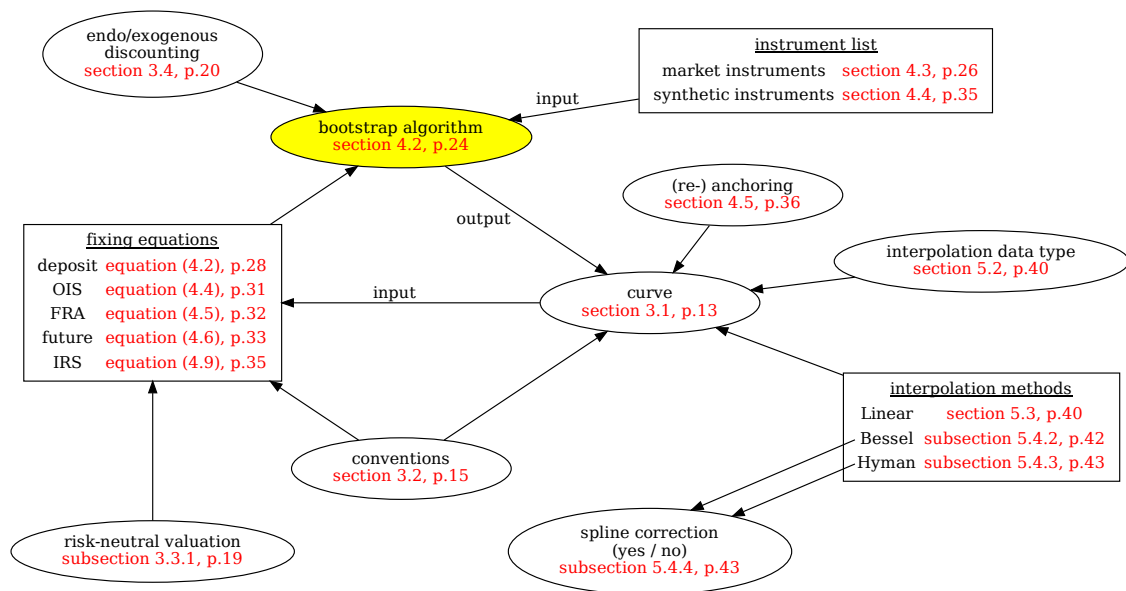 endo/exogenous
discounting
section 3.4, p.20
instrument list
market instruments section 4.3, p.26
synthetic instruments section 4.4, p.35
input
bootstrap algorithm
section 4.2, p.24
(re-) anchoring
section 4.5, p.36
output
fixing equations
deposit equation (4.2), p.28
OIS equation (4.4), p.31
FRA equation (4.5), p.32
future equation (4.6), p.33
IRS equation (4.9), p.35
interpolation data type
section 5.2, p.40
input
curve
section 3.1, p.13
interpolation methods
Linear section 5.3, p.40
Bessel subsection 5.4.2, p.42
Hyman subsection 5.4.3, p.43
conventions
section 3.2, p.15
risk-neutral valuation
subsection 3.3.1, p.19
spline correction
(yes / no)
subsection 5.4.4, p.43